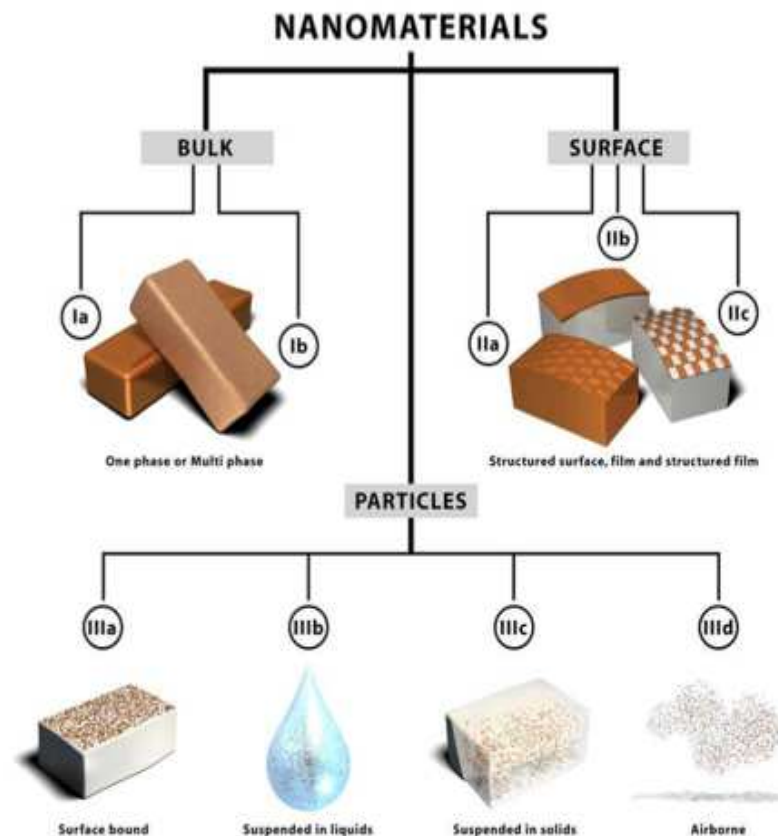 NANOMATERIALS
BULK
SURFACE
Ia
Ib
IIa
IIb
IIc
One phase or Multi phase
Structured surface, film and structured film
PARTICLES
IIIa
IIIb
IIIc
IIId
Surface bound
Suspended in liquids
Suspended in solids
Airborne